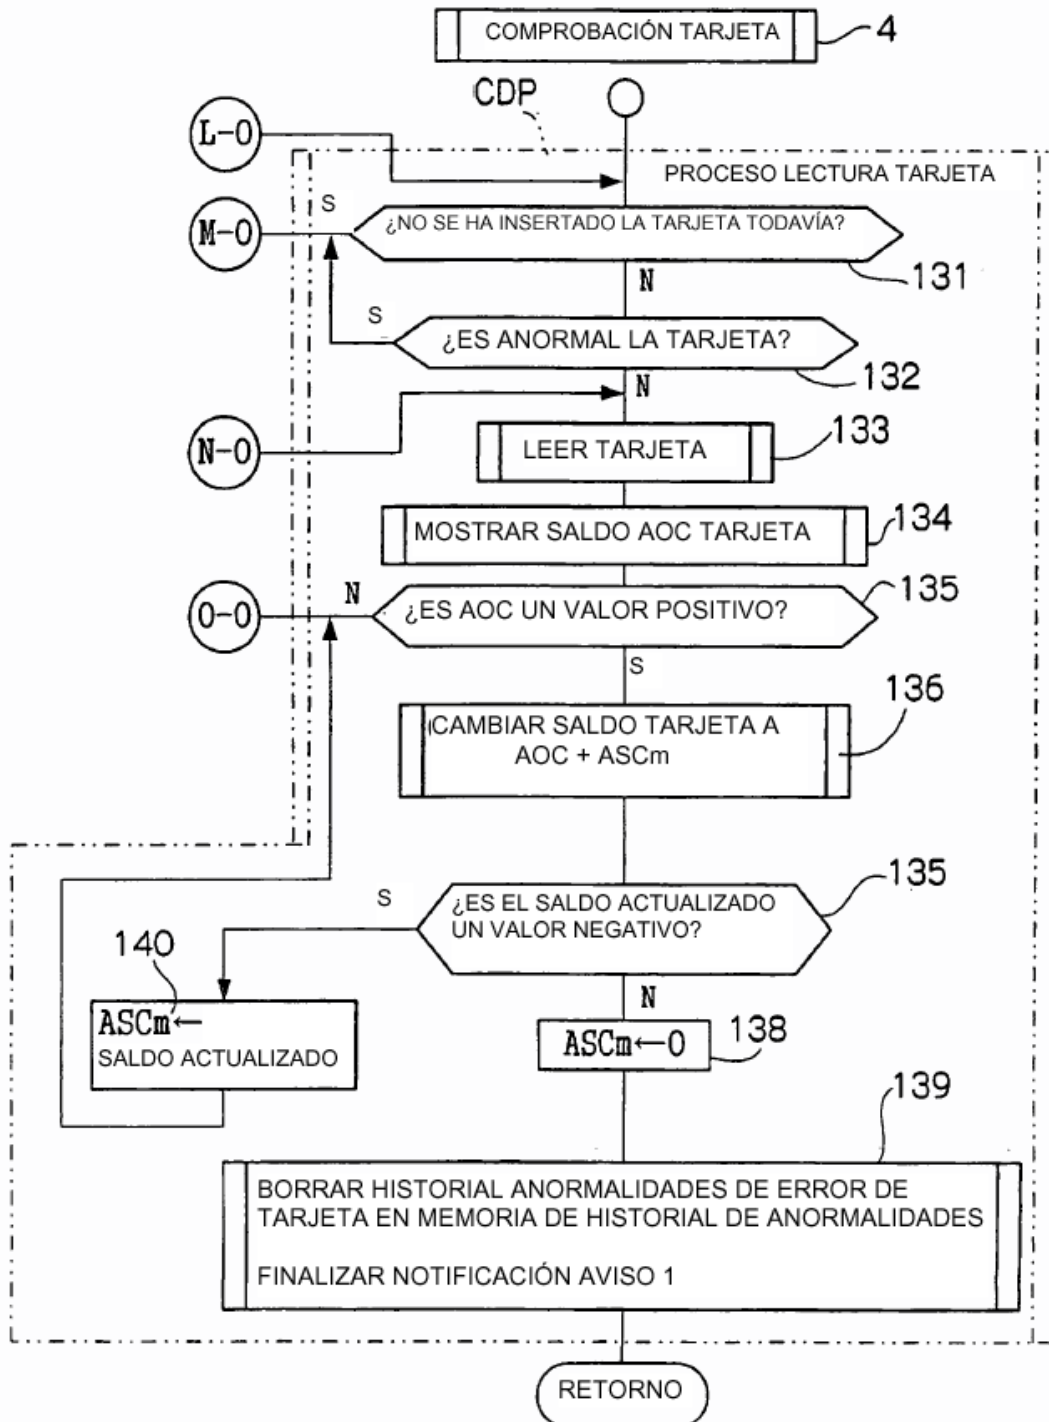 COMPROBACIÓN TARJETA
4
CDP
L-0
PROCESO LECTURA TARJETA
S
M-0
¿NO SE HA INSERTADO LA TARJETA TODAVÍA?
131
N
S
¿ES ANORMAL LA TARJETA?
132
N
N-0
LEER TARJETA
133
MOSTRAR SALDO AOC TARJETA
134
O-0
N
¿ES AOC UN VALOR POSITIVO?
135
S
CAMBIAR SALDO TARJETA A
AOC + ASCm
136
S
¿ES EL SALDO ACTUALIZADO
UN VALOR NEGATIVO?
135
140
N
ASCm←
SALDO ACTUALIZADO
ASCm←0
138
139
BORRAR HISTORIAL ANORMALIDADES DE ERROR DE
TARJETA EN MEMORIA DE HISTORIAL DE ANORMALIDADES
FINALIZAR NOTIFICACIÓN AVISO 1
RETORNO